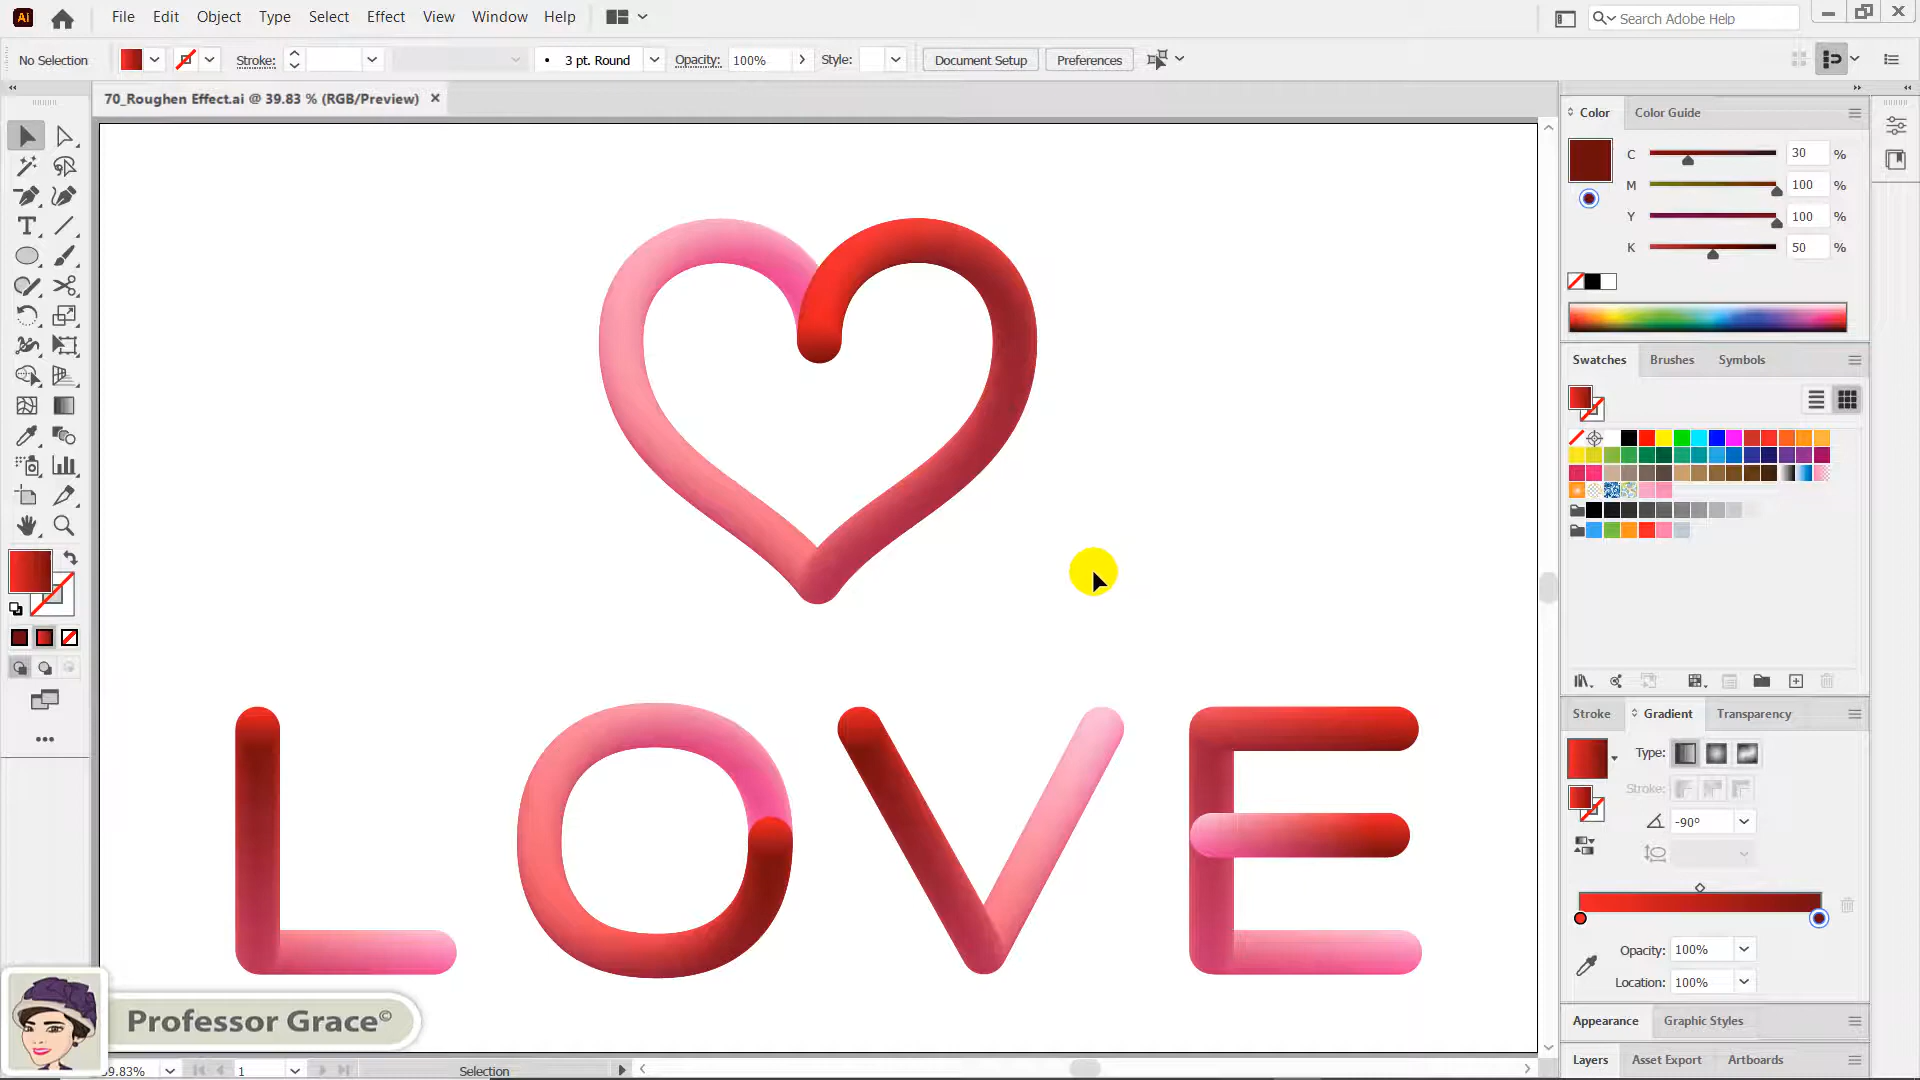 Ai File Edit Object Type Select Effect View Window Help Search Adobe Help
No Selection Stroke: 3 pt. Round Opacity: 100% Style: Document Setup Preferences
70_Roughen Effect.ai @ 39.83 % (RGB/Preview)
Color Color Guide
C 30 %
M 100 %
Y 100 %
K 50 %
Swatches Brushes Symbols
LOVE
Stroke Gradient Transparency
Type:
Stroke:
-90°
Opacity: 100%
Location: 100%
Professor Grace©
Appearance Graphic Styles
Layers Asset Export Artboards
9.83% 1 Selection